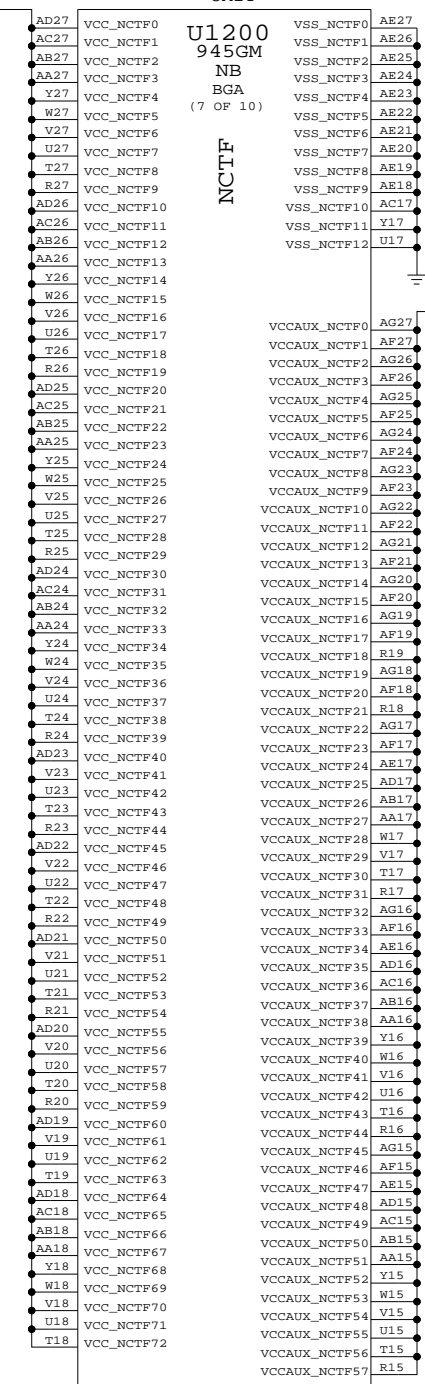 U1200
945GM
NB
BGA
(7 OF 10)
NCTF
AD27 VCC_NCTF0
AC27 VCC_NCTF1
AB27 VCC_NCTF2
AA27 VCC_NCTF3
Y27 VCC_NCTF4
W27 VCC_NCTF5
V27 VCC_NCTF6
U27 VCC_NCTF7
T27 VCC_NCTF8
R27 VCC_NCTF9
AD26 VCC_NCTF10
AC26 VCC_NCTF11
AB26 VCC_NCTF12
AA26 VCC_NCTF13
Y26 VCC_NCTF14
W26 VCC_NCTF15
V26 VCC_NCTF16
U26 VCC_NCTF17
T26 VCC_NCTF18
R26 VCC_NCTF19
AD25 VCC_NCTF20
AC25 VCC_NCTF21
AB25 VCC_NCTF22
AA25 VCC_NCTF23
Y25 VCC_NCTF24
W25 VCC_NCTF25
V25 VCC_NCTF26
U25 VCC_NCTF27
T25 VCC_NCTF28
R25 VCC_NCTF29
AD24 VCC_NCTF30
AC24 VCC_NCTF31
AB24 VCC_NCTF32
AA24 VCC_NCTF33
Y24 VCC_NCTF34
W24 VCC_NCTF35
V24 VCC_NCTF36
U24 VCC_NCTF37
T24 VCC_NCTF38
R24 VCC_NCTF39
AD23 VCC_NCTF40
V23 VCC_NCTF41
U23 VCC_NCTF42
T23 VCC_NCTF43
R23 VCC_NCTF44
AD22 VCC_NCTF45
V22 VCC_NCTF46
U22 VCC_NCTF47
T22 VCC_NCTF48
R22 VCC_NCTF49
AD21 VCC_NCTF50
V21 VCC_NCTF51
U21 VCC_NCTF52
T21 VCC_NCTF53
R21 VCC_NCTF54
AD20 VCC_NCTF55
V20 VCC_NCTF56
U20 VCC_NCTF57
T20 VCC_NCTF58
R20 VCC_NCTF59
AD19 VCC_NCTF60
V19 VCC_NCTF61
U19 VCC_NCTF62
T19 VCC_NCTF63
AD18 VCC_NCTF64
AC18 VCC_NCTF65
AB18 VCC_NCTF66
AA18 VCC_NCTF67
Y18 VCC_NCTF68
W18 VCC_NCTF69
V18 VCC_NCTF70
U18 VCC_NCTF71
T18 VCC_NCTF72
VSS_NCTF0 AE27
VSS_NCTF1 AE26
VSS_NCTF2 AE25
VSS_NCTF3 AE24
VSS_NCTF4 AE23
VSS_NCTF5 AE22
VSS_NCTF6 AE21
VSS_NCTF7 AE20
VSS_NCTF8 AE19
VSS_NCTF9 AE18
VSS_NCTF10 AC17
VSS_NCTF11 Y17
VSS_NCTF12 U17
VCCAUX_NCTF0 AG27
VCCAUX_NCTF1 AF27
VCCAUX_NCTF2 AG26
VCCAUX_NCTF3 AF26
VCCAUX_NCTF4 AG25
VCCAUX_NCTF5 AF25
VCCAUX_NCTF6 AG24
VCCAUX_NCTF7 AF24
VCCAUX_NCTF8 AG23
VCCAUX_NCTF9 AF23
VCCAUX_NCTF10 AG22
VCCAUX_NCTF11 AF22
VCCAUX_NCTF12 AG21
VCCAUX_NCTF13 AF21
VCCAUX_NCTF14 AG20
VCCAUX_NCTF15 AF20
VCCAUX_NCTF16 AG19
VCCAUX_NCTF17 AF19
VCCAUX_NCTF18 R19
VCCAUX_NCTF19 AG18
VCCAUX_NCTF20 AF18
VCCAUX_NCTF21 R18
VCCAUX_NCTF22 AG17
VCCAUX_NCTF23 AF17
VCCAUX_NCTF24 AE17
VCCAUX_NCTF25 AD17
VCCAUX_NCTF26 AB17
VCCAUX_NCTF27 AA17
VCCAUX_NCTF28 W17
VCCAUX_NCTF29 V17
VCCAUX_NCTF30 T17
VCCAUX_NCTF31 R17
VCCAUX_NCTF32 AG16
VCCAUX_NCTF33 AF16
VCCAUX_NCTF34 AE16
VCCAUX_NCTF35 AD16
VCCAUX_NCTF36 AC16
VCCAUX_NCTF37 AB16
VCCAUX_NCTF38 AA16
VCCAUX_NCTF39 Y16
VCCAUX_NCTF40 W16
VCCAUX_NCTF41 V16
VCCAUX_NCTF42 U16
VCCAUX_NCTF43 T16
VCCAUX_NCTF44 R16
VCCAUX_NCTF45 AG15
VCCAUX_NCTF46 AF15
VCCAUX_NCTF47 AE15
VCCAUX_NCTF48 AD15
VCCAUX_NCTF49 AC15
VCCAUX_NCTF50 AB15
VCCAUX_NCTF51 AA15
VCCAUX_NCTF52 Y15
VCCAUX_NCTF53 W15
VCCAUX_NCTF54 V15
VCCAUX_NCTF55 U15
VCCAUX_NCTF56 T15
VCCAUX_NCTF57 R15